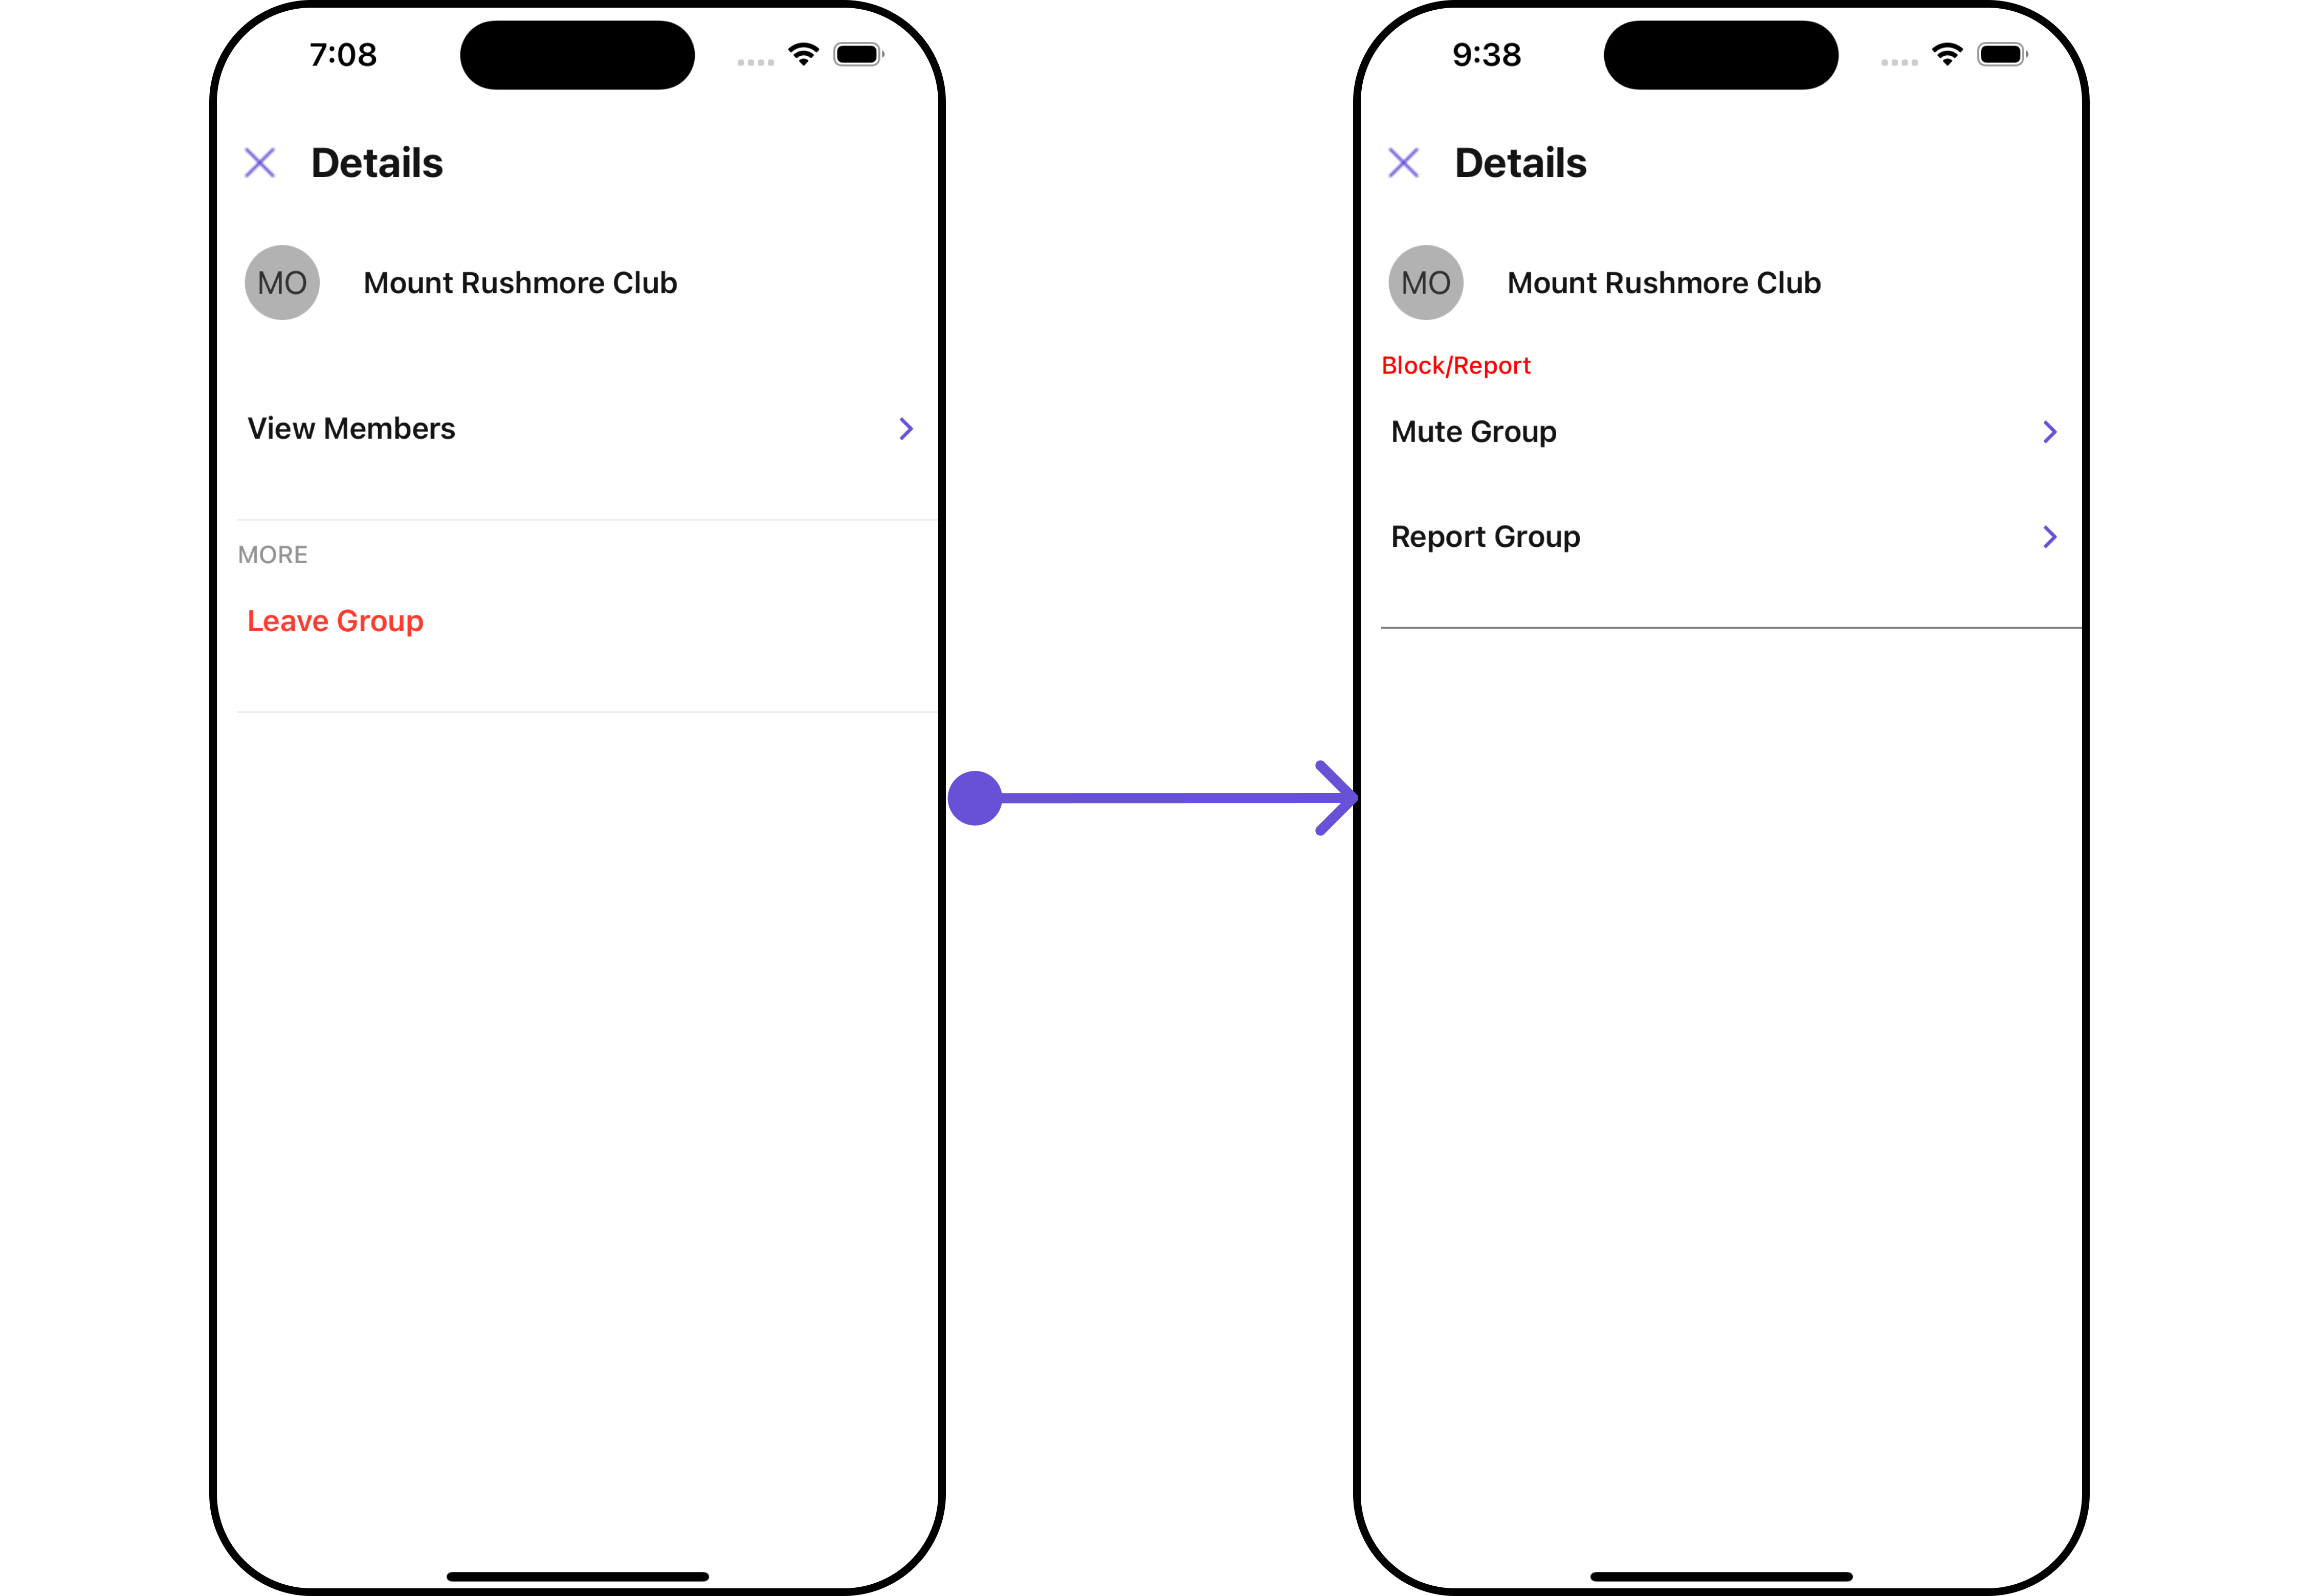 7:08
Details
MO
Mount Rushmore Club
View Members
MORE
Leave Group
9:38
Details
MO
Mount Rushmore Club
Block/Report
Mute Group
Report Group